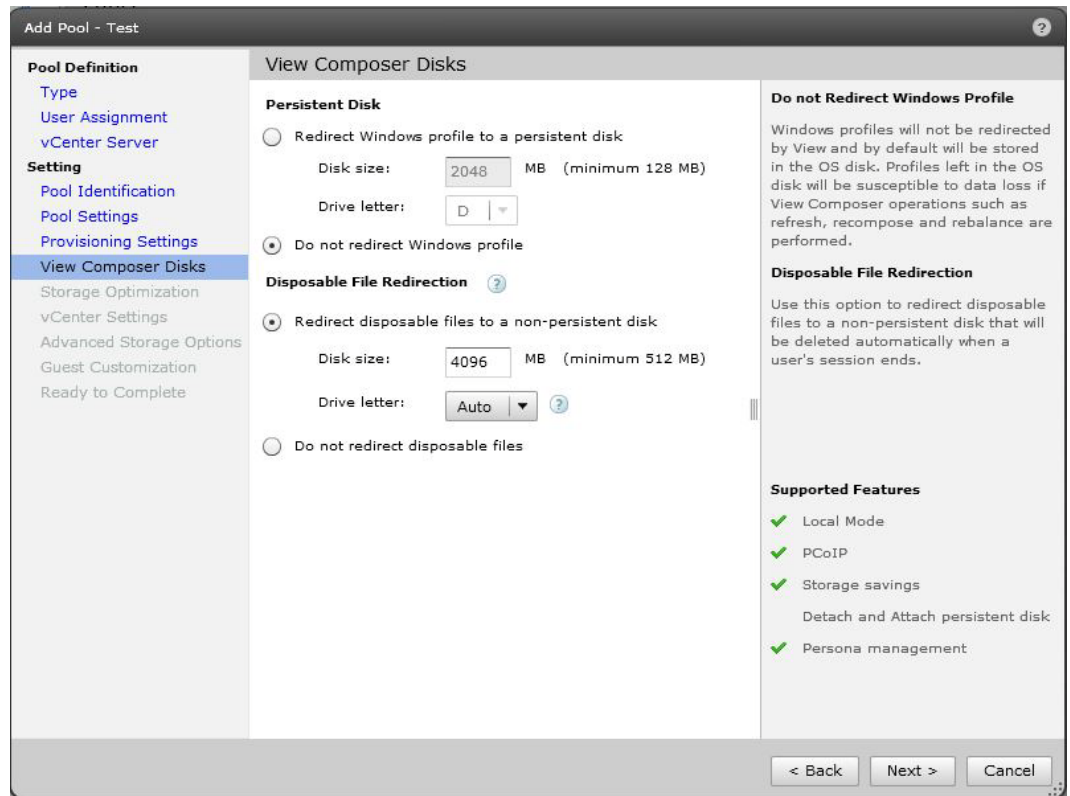 Add Pool - Test
?
Pool Definition
Type
User Assignment
vCenter Server
Setting
Pool Identification
Pool Settings
Provisioning Settings
View Composer Disks
Storage Optimization
vCenter Settings
Advanced Storage Options
Guest Customization
Ready to Complete
View Composer Disks
Persistent Disk
Redirect Windows profile to a persistent disk
Disk size: 2048 MB (minimum 128 MB)
Drive letter: D
Do not redirect Windows profile
Disposable File Redirection ?
Redirect disposable files to a non-persistent disk
Disk size: 4096 MB (minimum 512 MB)
Drive letter: Auto ?
Do not redirect disposable files
Do not Redirect Windows Profile
Windows profiles will not be redirected
by View and by default will be stored
in the OS disk. Profiles left in the OS
disk will be susceptible to data loss if
View Composer operations such as
refresh, recompose and rebalance are
performed.
Disposable File Redirection
Use this option to redirect disposable
files to a non-persistent disk that will
be deleted automatically when a
user's session ends.
Supported Features
Local Mode
PCoIP
Storage savings
Detach and Attach persistent disk
Persona management
< Back
Next >
Cancel